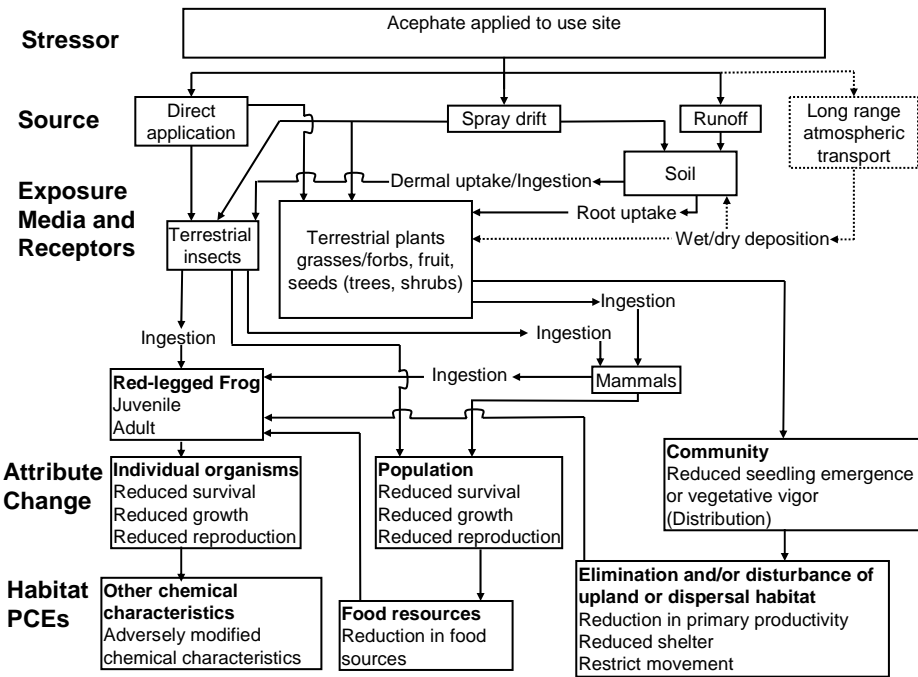 Stressor
Acephate applied to use site
Source
Direct
application
Spray drift
Runoff
Long range
atmospheric
transport
Exposure
Media and
Receptors
Dermal uptake/Ingestion
Soil
Root uptake
Wet/dry deposition
Terrestrial
insects
Terrestrial plants
grasses/forbs, fruit,
seeds (trees, shrubs)
Ingestion
Ingestion
Ingestion
Ingestion
Mammals
Red-legged Frog
Juvenile
Adult
Attribute
Change
Individual organisms
Reduced survival
Reduced growth
Reduced reproduction
Population
Reduced survival
Reduced growth
Reduced reproduction
Community
Reduced seedling emergence
or vegetative vigor
(Distribution)
Habitat
PCEs
Other chemical
characteristics
Adversely modified
chemical characteristics
Food resources
Reduction in food
sources
Elimination and/or disturbance of
upland or dispersal habitat
Reduction in primary productivity
Reduced shelter
Restrict movement